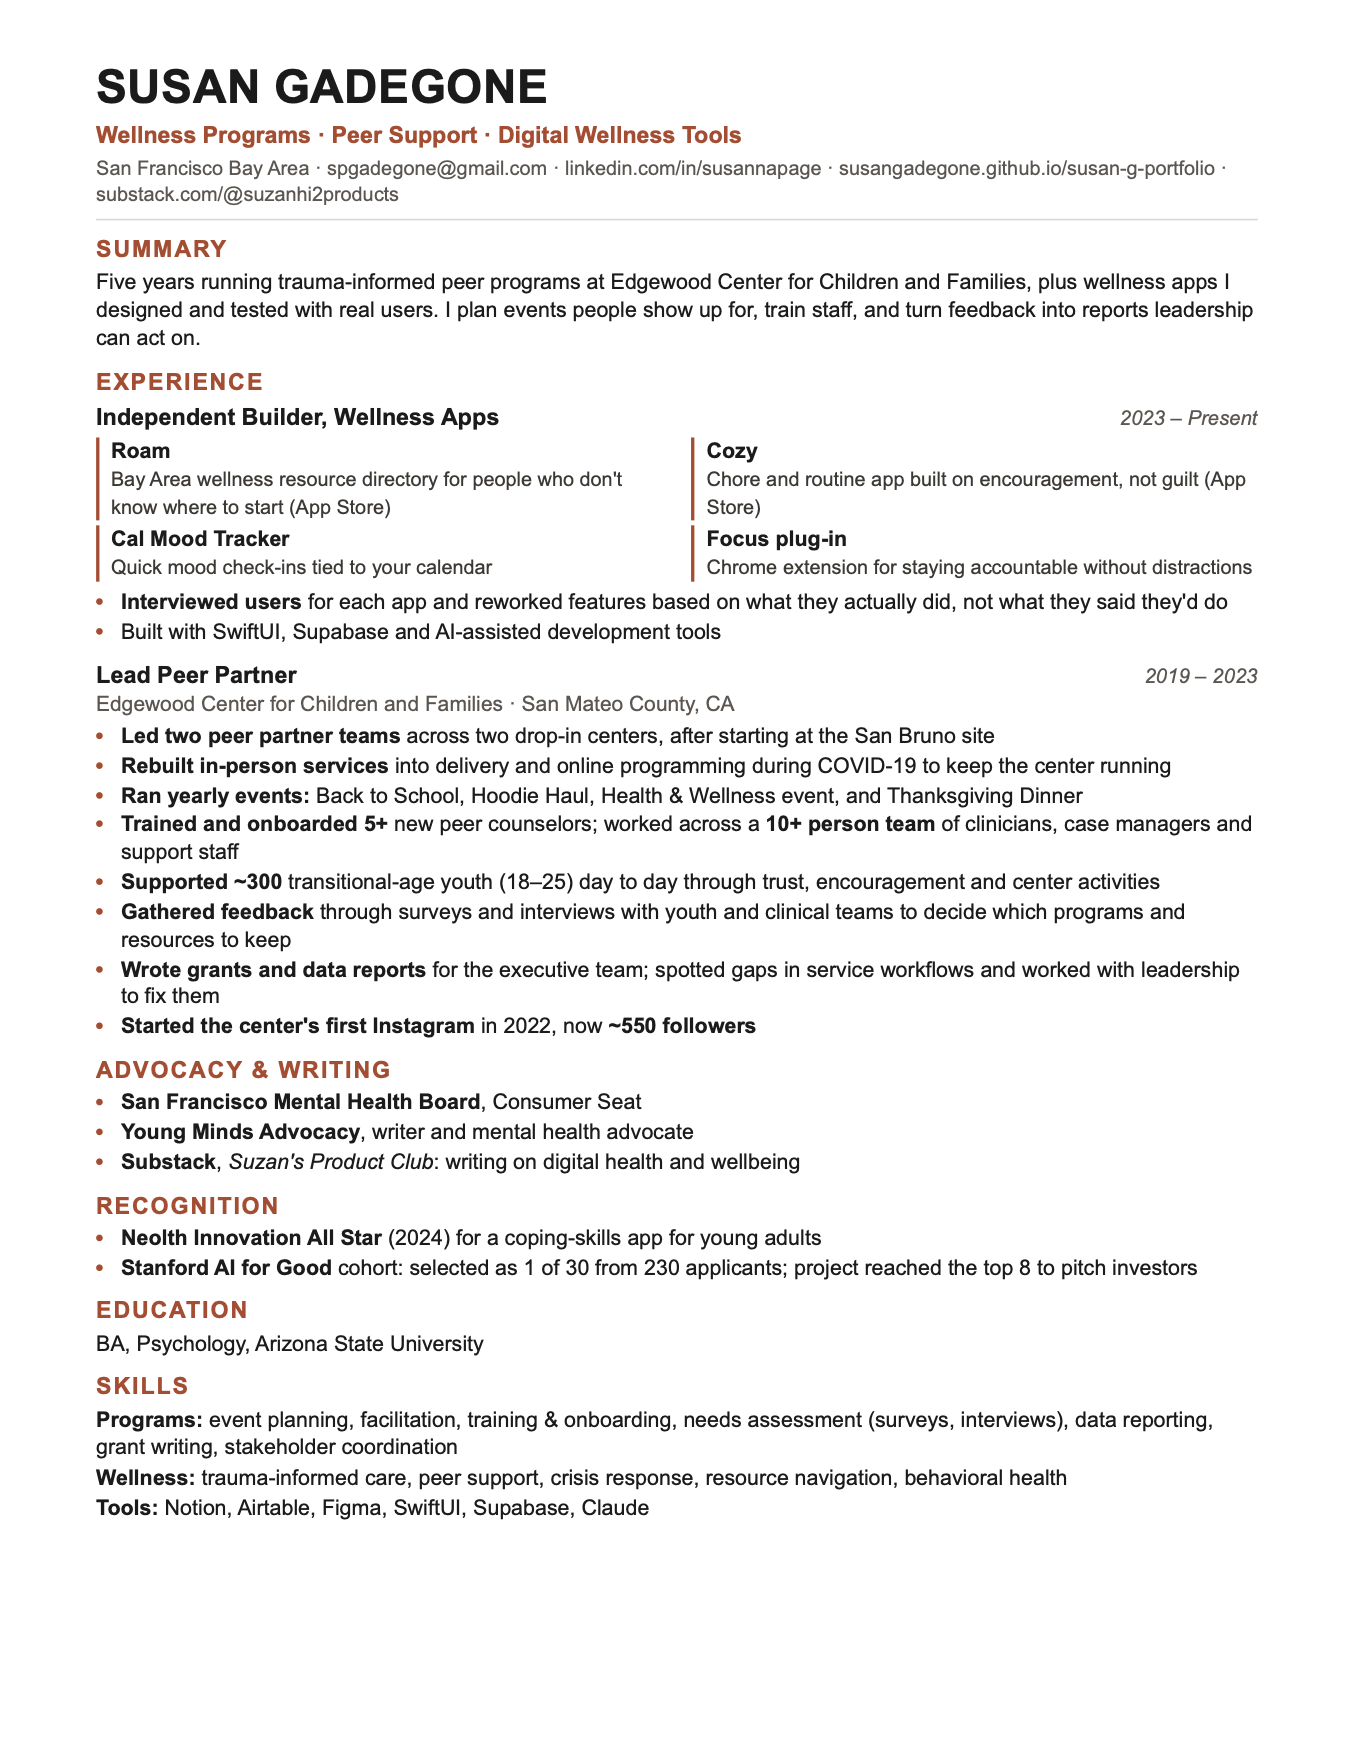 SUSAN GADEGONE
Wellness Programs · Peer Support · Digital Wellness Tools
San Francisco Bay Area · spgadegone@gmail.com · linkedin.com/in/susannapage · susangadegone.github.io/susan-g-portfolio ·
substack.com/@suzanhi2products
SUMMARY
Five years running trauma-informed peer programs at Edgewood Center for Children and Families, plus wellness apps I
designed and tested with real users. I plan events people show up for, train staff, and turn feedback into reports leadership
can act on.
EXPERIENCE
Independent Builder, Wellness Apps 2023 – Present
Roam
Bay Area wellness resource directory for people who don't
know where to start (App Store)
Cozy
Chore and routine app built on encouragement, not guilt (App
Store)
Cal Mood Tracker
Quick mood check-ins tied to your calendar
Focus plug-in
Chrome extension for staying accountable without distractions
• Interviewed users for each app and reworked features based on what they actually did, not what they said they'd do
• Built with SwiftUI, Supabase and AI-assisted development tools
Lead Peer Partner 2019 – 2023
Edgewood Center for Children and Families · San Mateo County, CA
• Led two peer partner teams across two drop-in centers, after starting at the San Bruno site
• Rebuilt in-person services into delivery and online programming during COVID-19 to keep the center running
• Ran yearly events: Back to School, Hoodie Haul, Health & Wellness event, and Thanksgiving Dinner
• Trained and onboarded 5+ new peer counselors; worked across a 10+ person team of clinicians, case managers and
support staff
• Supported ~300 transitional-age youth (18–25) day to day through trust, encouragement and center activities
• Gathered feedback through surveys and interviews with youth and clinical teams to decide which programs and
resources to keep
• Wrote grants and data reports for the executive team; spotted gaps in service workflows and worked with leadership
to fix them
• Started the center's first Instagram in 2022, now ~550 followers
ADVOCACY & WRITING
• San Francisco Mental Health Board, Consumer Seat
• Young Minds Advocacy, writer and mental health advocate
• Substack, Suzan's Product Club: writing on digital health and wellbeing
RECOGNITION
• Neolth Innovation All Star (2024) for a coping-skills app for young adults
• Stanford AI for Good cohort: selected as 1 of 30 from 230 applicants; project reached the top 8 to pitch investors
EDUCATION
BA, Psychology, Arizona State University
SKILLS
Programs: event planning, facilitation, training & onboarding, needs assessment (surveys, interviews), data reporting,
grant writing, stakeholder coordination
Wellness: trauma-informed care, peer support, crisis response, resource navigation, behavioral health
Tools: Notion, Airtable, Figma, SwiftUI, Supabase, Claude